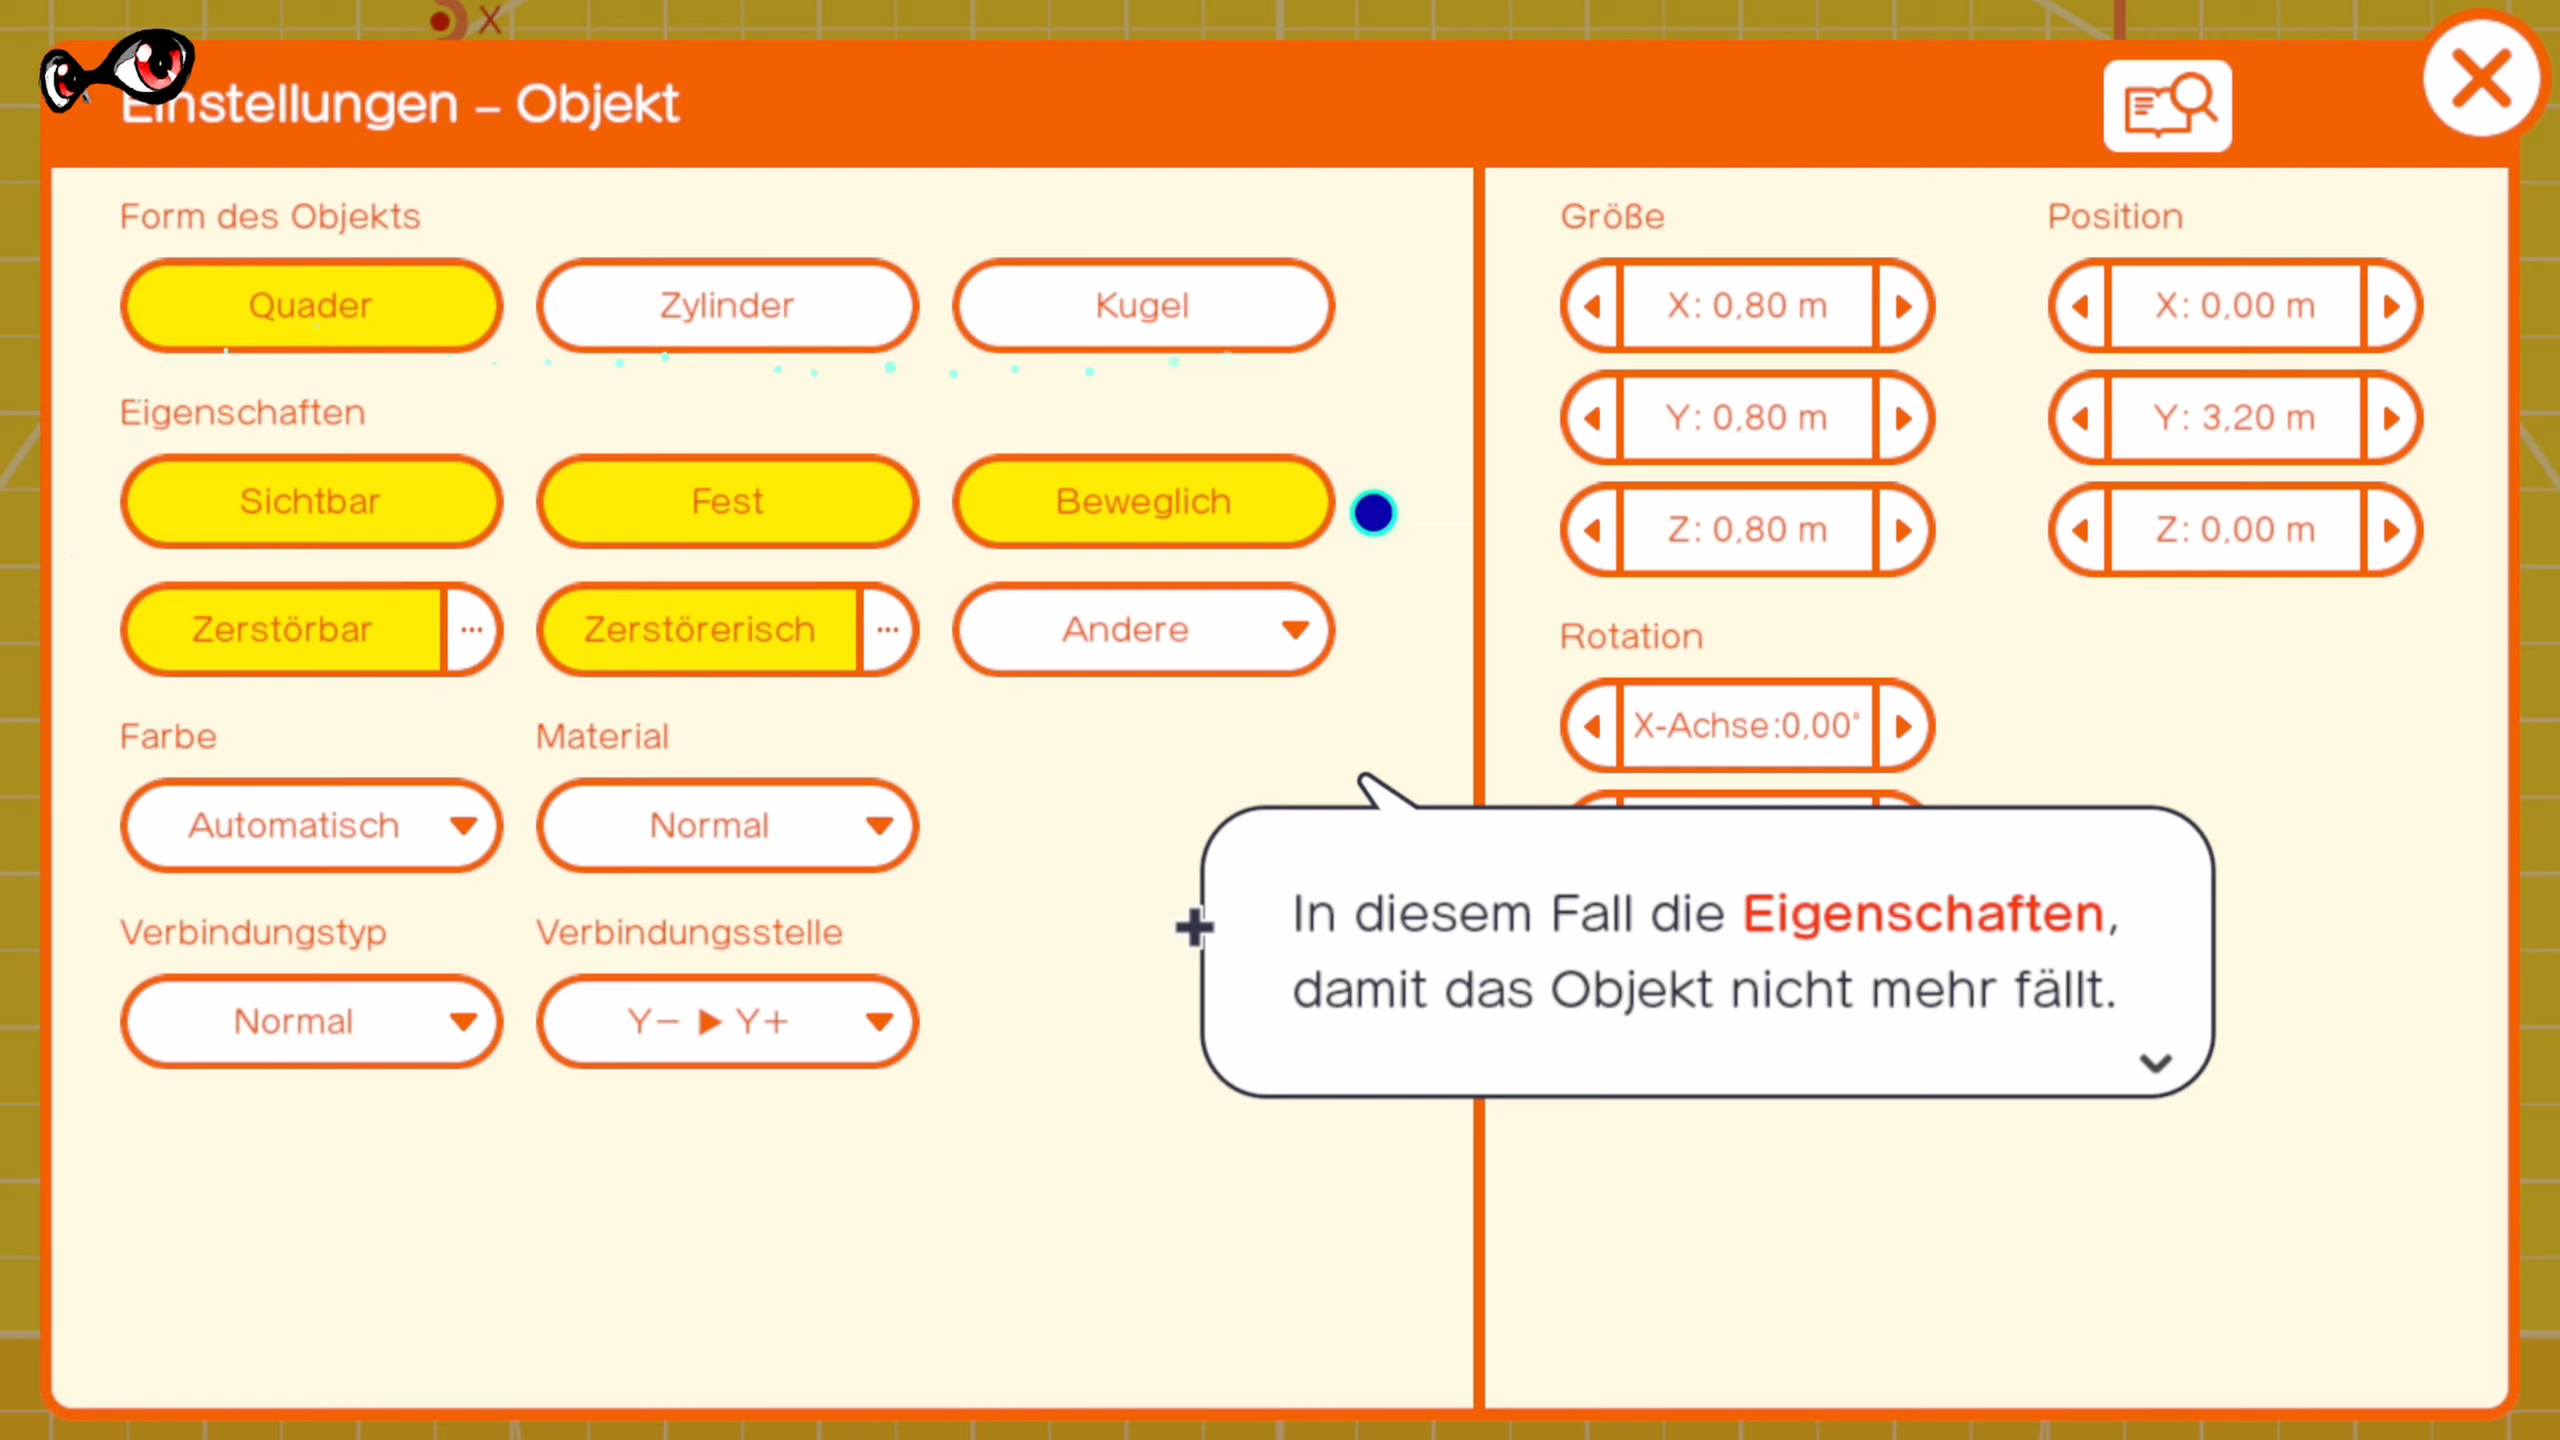 X
Einstellungen – Objekt
Form des Objekts
Quader
Zylinder
Kugel
Eigenschaften
Sichtbar
Fest
Beweglich
Zerstörbar
...
Zerstörerisch
...
Andere
Farbe
Material
Automatisch
Normal
Verbindungstyp
Verbindungsstelle
Normal
Y− ▶ Y+
Größe
Position
X: 0,80 m
X: 0,00 m
Y: 0,80 m
Y: 3,20 m
Z: 0,80 m
Z: 0,00 m
Rotation
X-Achse:0,00°
In diesem Fall die Eigenschaften,
damit das Objekt nicht mehr fällt.